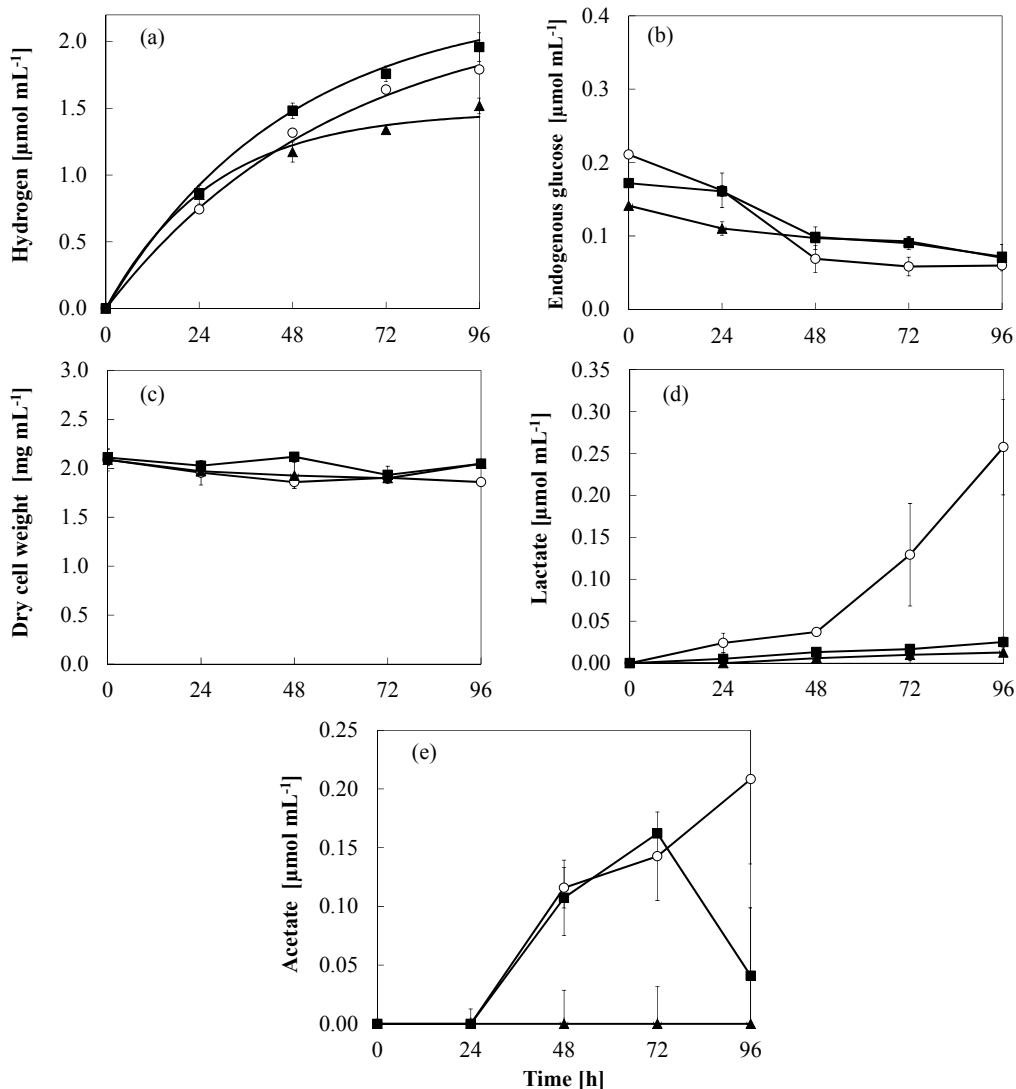 (a)
Hydrogen [µmol mL-1]
2.0
1.5
1.0
0.5
0.0
0 24 48 72 96
(b)
Endogenous glucose [µmol mL-1]
0.4
0.3
0.2
0.1
0.0
0 24 48 72 96
(c)
Dry cell weight [mg mL-1]
3.0
2.5
2.0
1.5
1.0
0.5
0.0
0 24 48 72 96
(d)
Lactate [µmol mL-1]
0.35
0.30
0.25
0.20
0.15
0.10
0.05
0.00
0 24 48 72 96
(e)
Acetate [µmol mL-1]
0.25
0.20
0.15
0.10
0.05
0.00
0 24 48 72 96
Time [h]